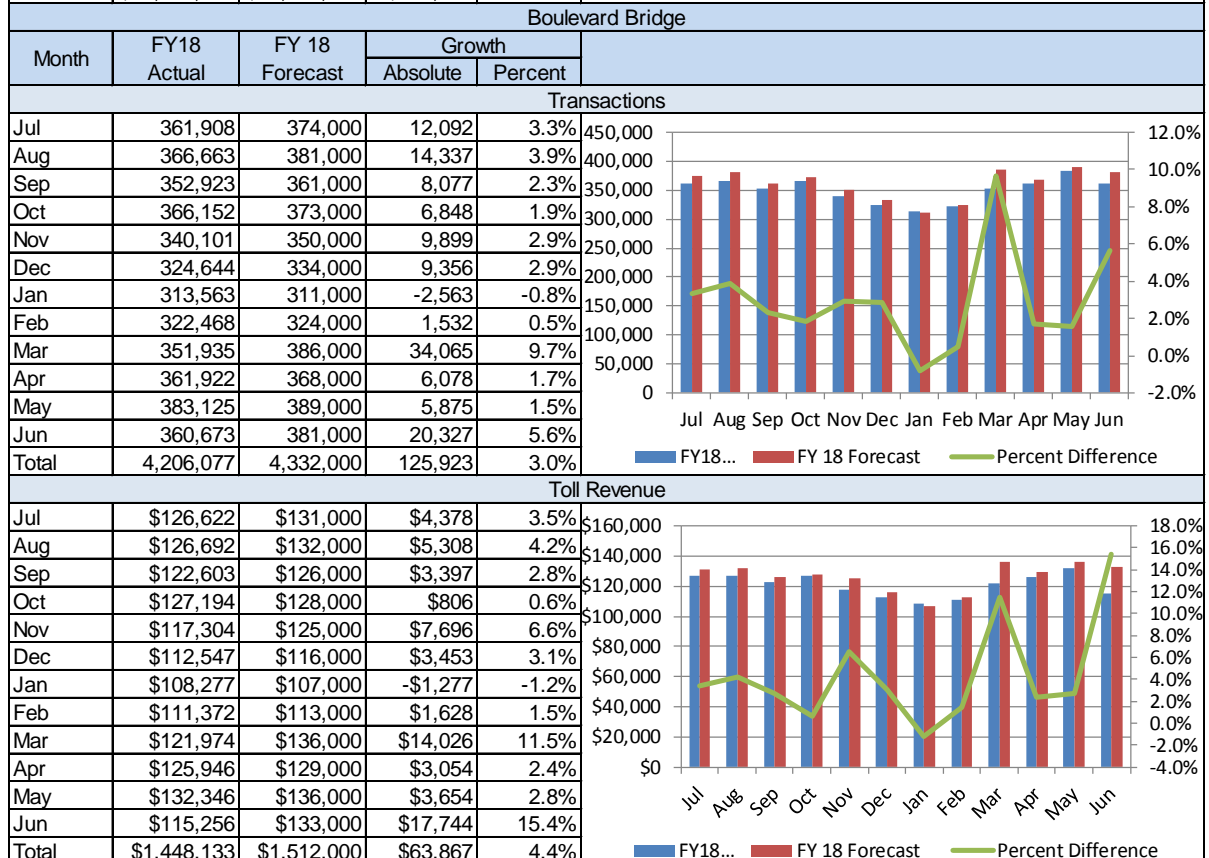 Boulevard Bridge
Month FY18 Actual FY 18 Forecast Growth Absolute Percent
Transactions
Jul 361,908 374,000 12,092 3.3%
Aug 366,663 381,000 14,337 3.9%
Sep 352,923 361,000 8,077 2.3%
Oct 366,152 373,000 6,848 1.9%
Nov 340,101 350,000 9,899 2.9%
Dec 324,644 334,000 9,356 2.9%
Jan 313,563 311,000 -2,563 -0.8%
Feb 322,468 324,000 1,532 0.5%
Mar 351,935 386,000 34,065 9.7%
Apr 361,922 368,000 6,078 1.7%
May 383,125 389,000 5,875 1.5%
Jun 360,673 381,000 20,327 5.6%
Total 4,206,077 4,332,000 125,923 3.0%
450,000
400,000
350,000
300,000
250,000
200,000
150,000
100,000
50,000
0
12.0%
10.0%
8.0%
6.0%
4.0%
2.0%
0.0%
-2.0%
Jul Aug Sep Oct Nov Dec Jan Feb Mar Apr May Jun
FY18... FY 18 Forecast Percent Difference
Toll Revenue
Jul $126,622 $131,000 $4,378 3.5%
Aug $126,692 $132,000 $5,308 4.2%
Sep $122,603 $126,000 $3,397 2.8%
Oct $127,194 $128,000 $806 0.6%
Nov $117,304 $125,000 $7,696 6.6%
Dec $112,547 $116,000 $3,453 3.1%
Jan $108,277 $107,000 -$1,277 -1.2%
Feb $111,372 $113,000 $1,628 1.5%
Mar $121,974 $136,000 $14,026 11.5%
Apr $125,946 $129,000 $3,054 2.4%
May $132,346 $136,000 $3,654 2.8%
Jun $115,256 $133,000 $17,744 15.4%
Total $1,448,133 $1,512,000 $63,867 4.4%
$160,000
$140,000
$120,000
$100,000
$80,000
$60,000
$40,000
$20,000
$0
18.0%
16.0%
14.0%
12.0%
10.0%
8.0%
6.0%
4.0%
2.0%
0.0%
-2.0%
-4.0%
Jul Aug Sep Oct Nov Dec Jan Feb Mar Apr May Jun
FY18... FY 18 Forecast Percent Difference